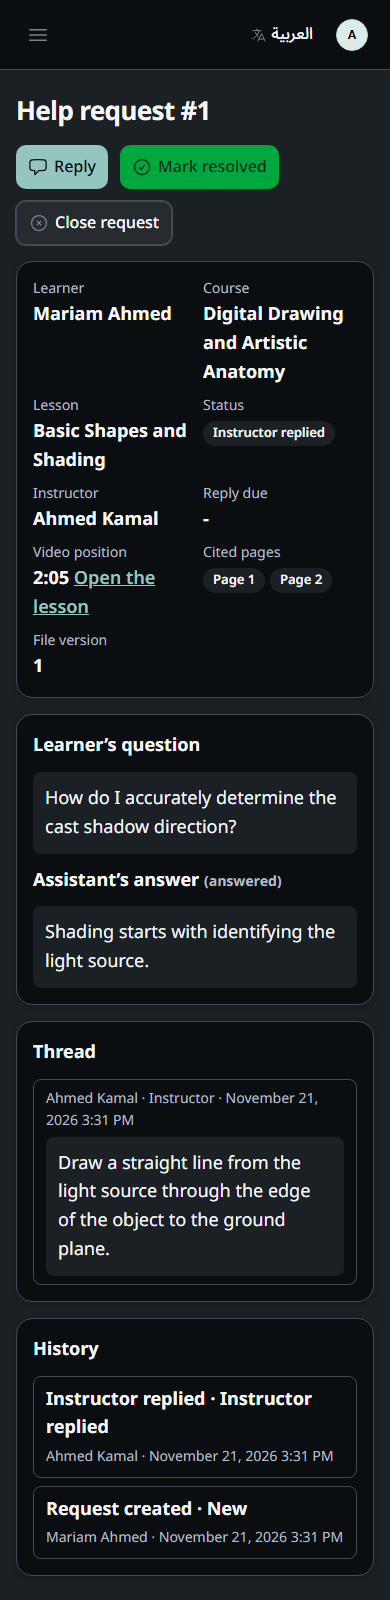 العربية
A
Help request #1
Reply
Mark resolved
Close request
Learner
Mariam Ahmed
Course
Digital Drawing
and Artistic
Anatomy
Lesson
Basic Shapes and
Shading
Status
Instructor replied
Instructor
Ahmed Kamal
Reply due
-
Video position
2:05 Open the
lesson
Cited pages
Page 1 Page 2
File version
1
Learner’s question
How do I accurately determine the
cast shadow direction?
Assistant’s answer (answered)
Shading starts with identifying the
light source.
Thread
Ahmed Kamal · Instructor · November 21,
2026 3:31 PM
Draw a straight line from the
light source through the edge
of the object to the ground
plane.
History
Instructor replied · Instructor
replied
Ahmed Kamal · November 21, 2026 3:31 PM
Request created · New
Mariam Ahmed · November 21, 2026 3:31 PM